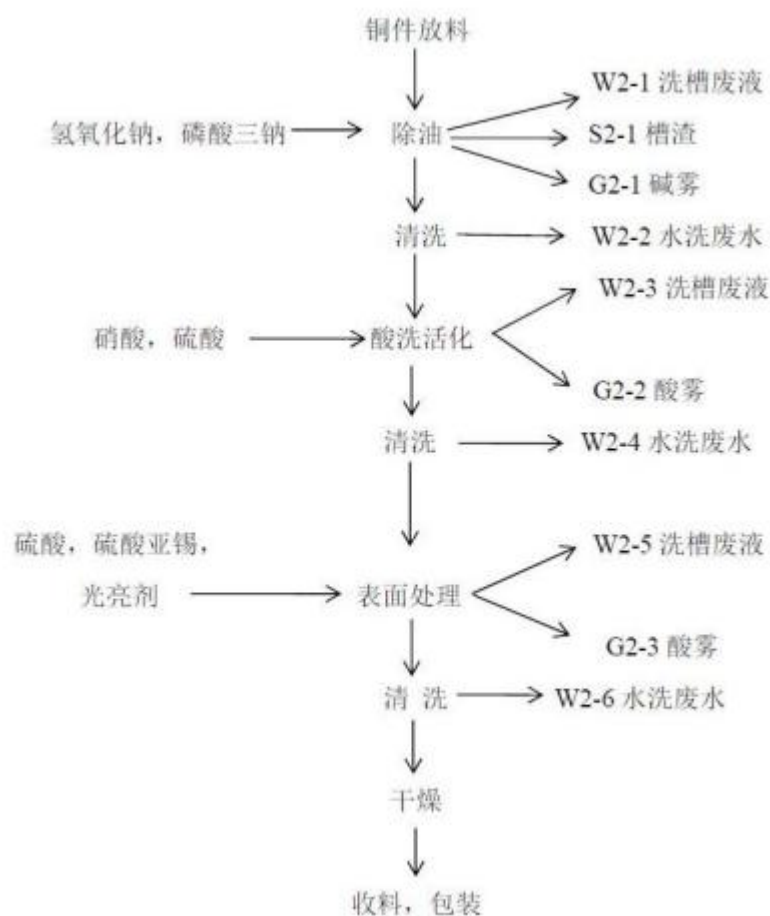 铜件放料
W2-1 洗槽废液
氢氧化钠，磷酸三钠
除油
S2-1 槽渣
G2-1 碱雾
清洗
W2-2 水洗废水
W2-3 洗槽废液
硝酸，硫酸
酸洗活化
G2-2 酸雾
清洗
W2-4 水洗废水
硫酸，硫酸亚锡，
W2-5 洗槽废液
光亮剂
表面处理
G2-3 酸雾
清 洗
W2-6 水洗废水
干燥
收料，包装